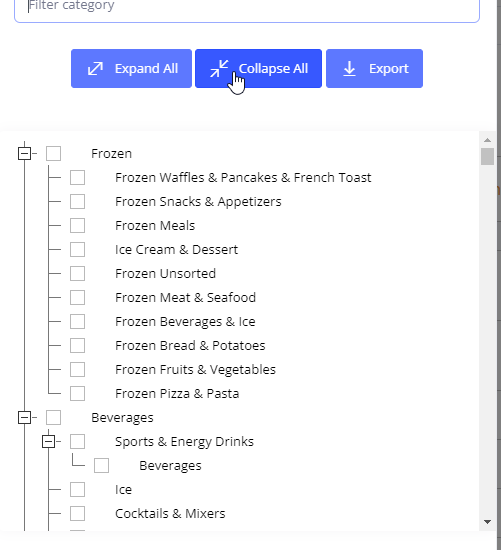 Filter category
Expand All
Collapse All
Export
Frozen
Frozen Waffles & Pancakes & French Toast
Frozen Snacks & Appetizers
Frozen Meals
Ice Cream & Dessert
Frozen Unsorted
Frozen Meat & Seafood
Frozen Beverages & Ice
Frozen Bread & Potatoes
Frozen Fruits & Vegetables
Frozen Pizza & Pasta
Beverages
Sports & Energy Drinks
Beverages
Ice
Cocktails & Mixers